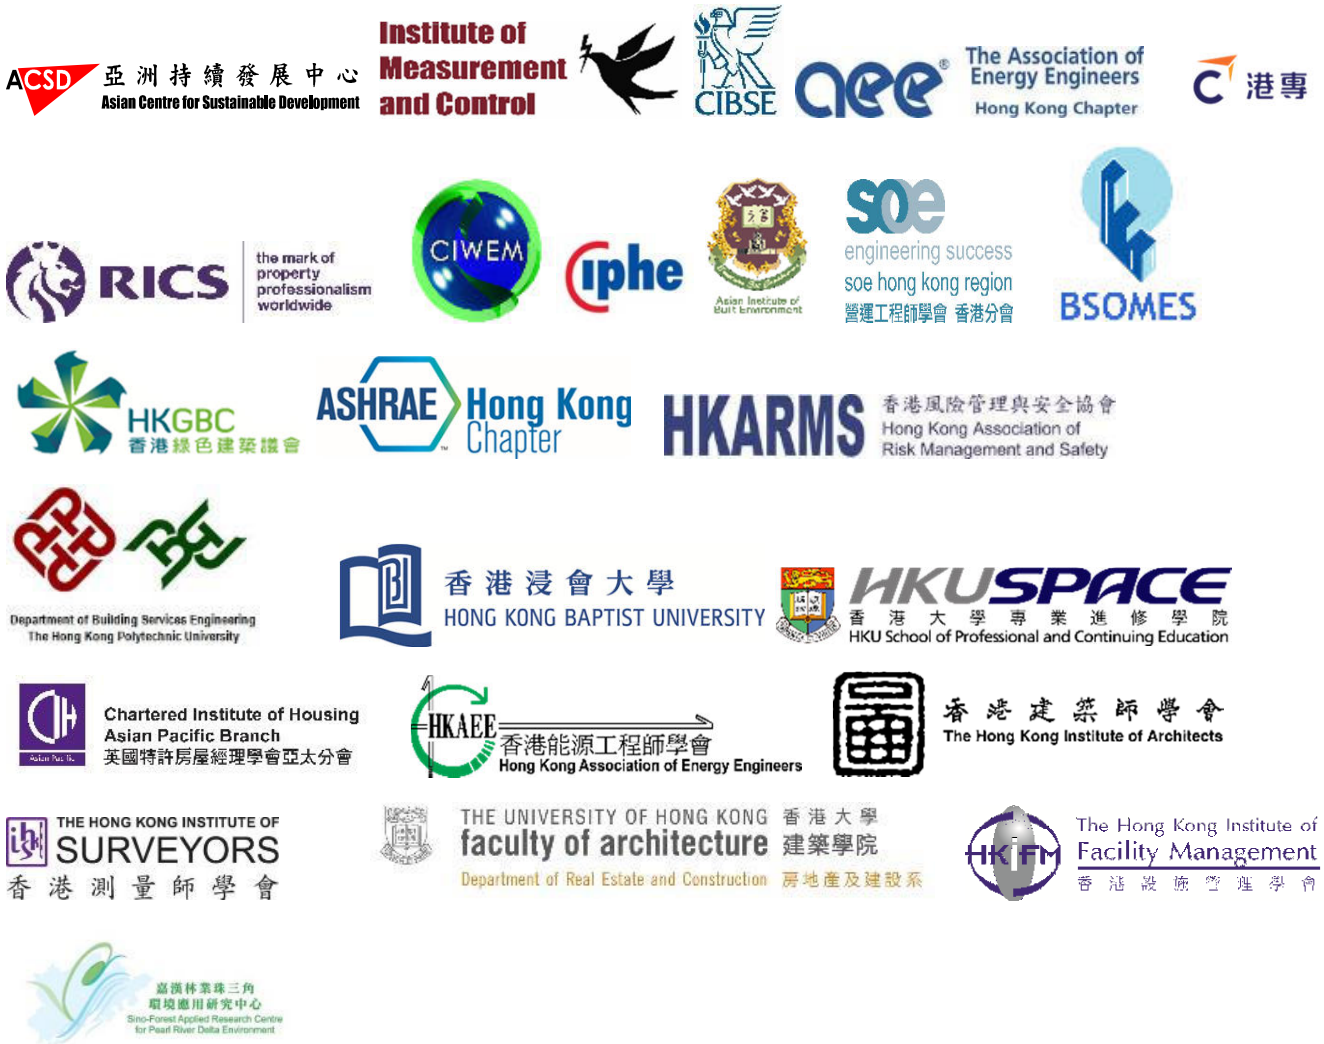 ACSD
亞洲持續發展中心
Asian Centre for Sustainable Development
Institute of
Measurement
and Control
CIBSE
aee®
The Association of
Energy Engineers
Hong Kong Chapter
C 港專
RICS
the mark of
property
professionalism
worldwide
CIWEM
ciphe
Asian Institute of
Built Environment
soe
engineering success
soe hong kong region
營運工程師學會 香港分會
BSOMES
HKGBC
香港綠色建築議會
ASHRAE
™
Hong Kong
Chapter
HKARMS
香港風險管理與安全協會
Hong Kong Association of
Risk Management and Safety
Department of Building Services Engineering
The Hong Kong Polytechnic University
香港浸會大學
HONG KONG BAPTIST UNIVERSITY
HKUSPACE
香港大學專業進修學院
HKU School of Professional and Continuing Education
CIH
Asian Pacific
Chartered Institute of Housing
Asian Pacific Branch
英國特許房屋經理學會亞太分會
HKAEE
香港能源工程師學會
Hong Kong Association of Energy Engineers
香港建築師學會
The Hong Kong Institute of Architects
THE HONG KONG INSTITUTE OF
SURVEYORS
香港測量師學會
THE UNIVERSITY OF HONG KONG 香港大學
faculty of architecture 建築學院
Department of Real Estate and Construction 房地產及建設系
HKIFM
The Hong Kong Institute of
Facility Management
香港設施管理學會
嘉漢林業珠三角
環境應用研究中心
Sino-Forest Applied Research Centre
for Pearl River Delta Environment